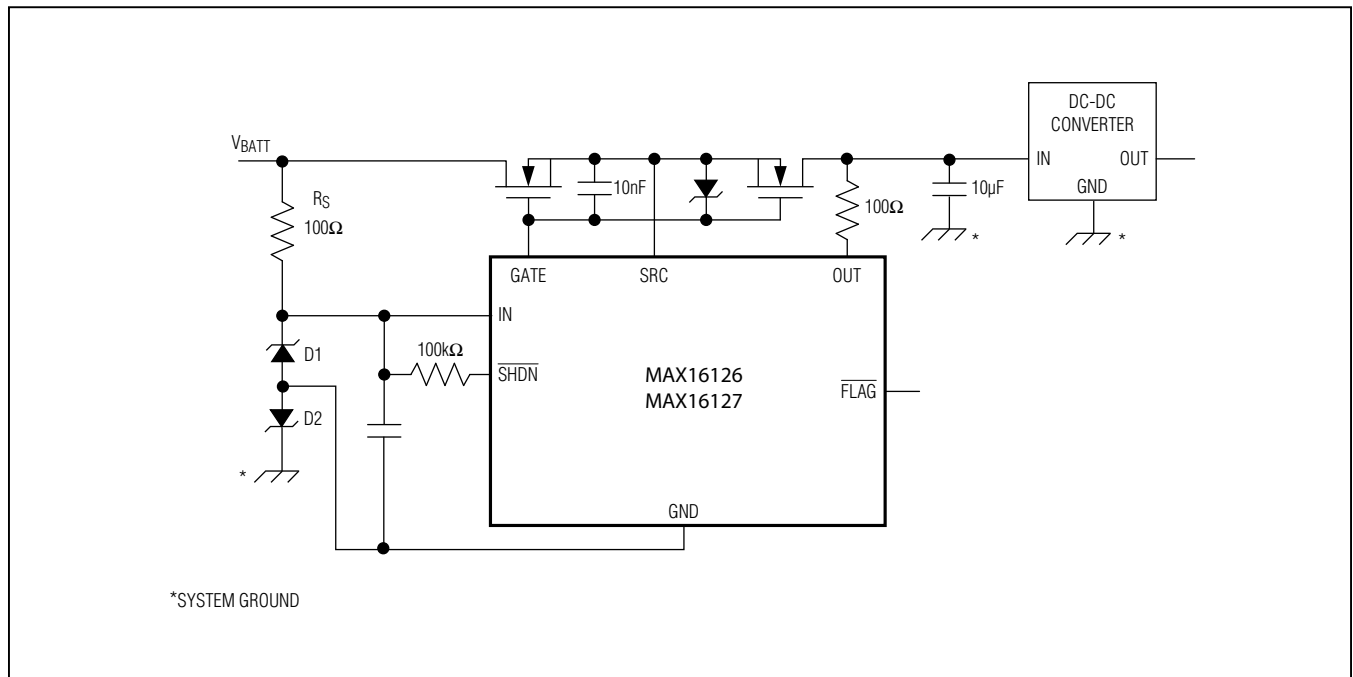 DC-DC
CONVERTER
IN OUT
GND
*
VBATT
RS
100Ω
10nF
100Ω
10µF
*
GATE SRC OUT
IN
D1
100kΩ
SHDN
MAX16126
MAX16127
FLAG
D2
*
GND
*SYSTEM GROUND